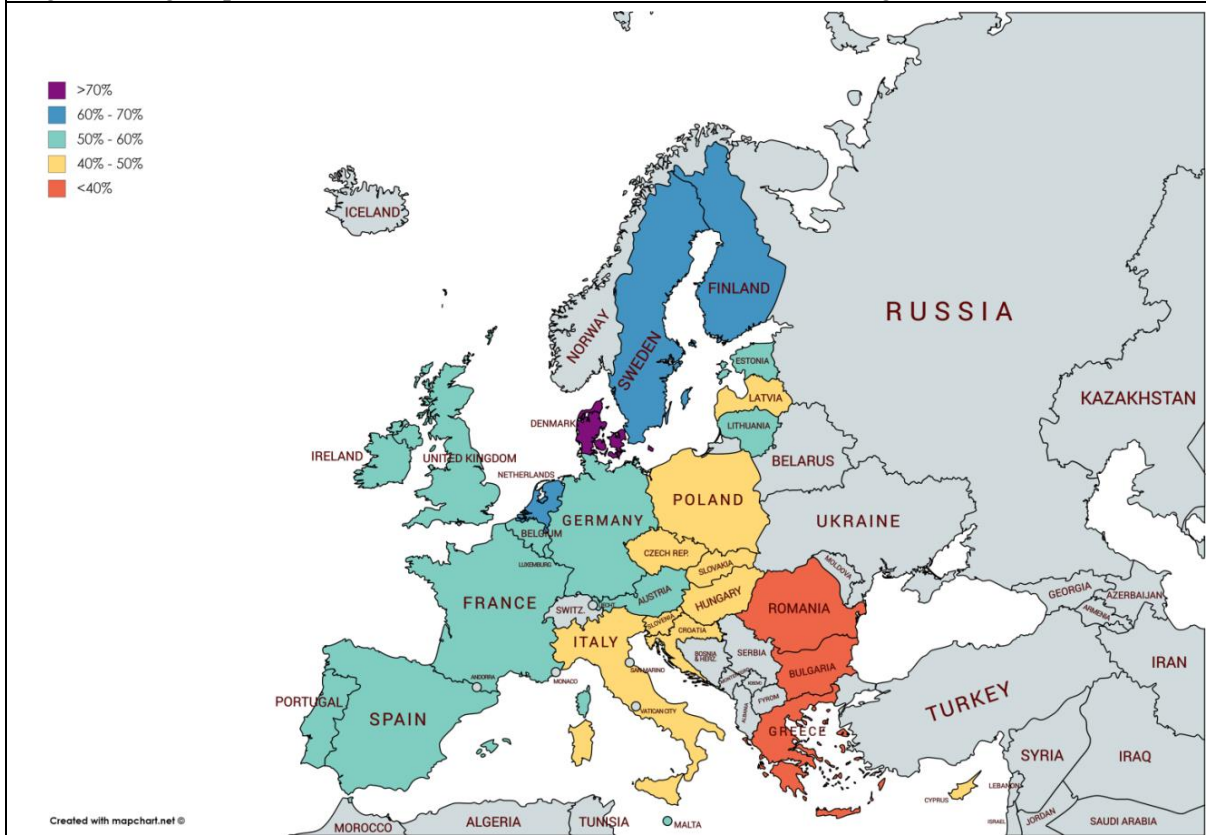 >70%
60% - 70%
50% - 60%
40% - 50%
<40%
ICELAND
NORWAY
SWEDEN
FINLAND
RUSSIA
ESTONIA
LATVIA
LITHUANIA
DENMARK
KAZAKHSTAN
IRELAND
UNITED KINGDOM
NETHERLANDS
BELARUS
POLAND
GERMANY
BELGIUM
UKRAINE
LUXEMBURG
CZECH REP.
SLOVAKIA
MOLDOVA
FRANCE
SWITZ.
LIECHT.
AUSTRIA
HUNGARY
ROMANIA
GEORGIA
AZERBAIJAN
ARMENIA
ITALY
SLOVENIA
CROATIA
BOSNIA
& HERZ.
SERBIA
SAN MARINO
MONACO
ANDORRA
BULGARIA
IRAN
PORTUGAL
SPAIN
VATICAN CITY
FYROM
ALBANIA
TURKEY
GREECE
SYRIA
IRAQ
CYPRUS
LEBANON
ISRAEL
JORDAN
SAUDI ARABIA
Created with mapchart.net ©
MOROCCO
ALGERIA
TUNISIA
MALTA